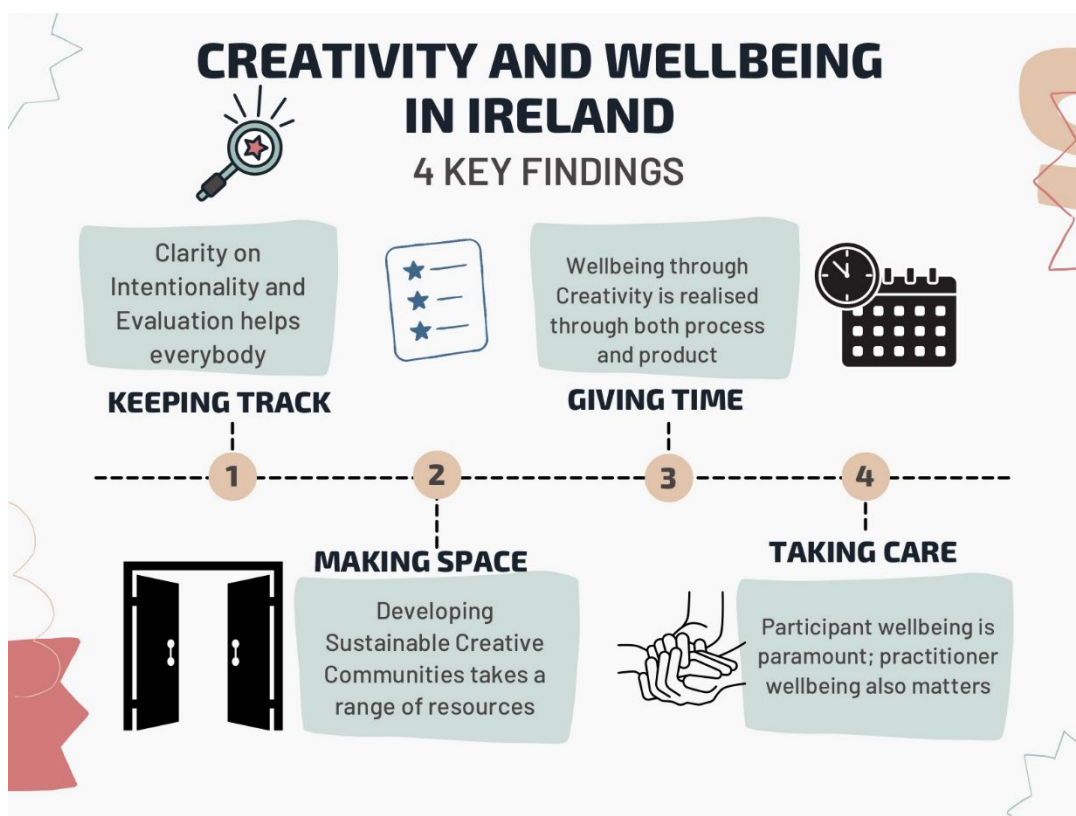 CREATIVITY AND WELLBEING
IN IRELAND
4 KEY FINDINGS
Clarity on
Intentionality and
Evaluation helps
everybody
KEEPING TRACK
1
MAKING SPACE
2
Developing
Sustainable Creative
Communities takes a
range of resources
Wellbeing through
Creativity is realised
through both process
and product
GIVING TIME
3
4
TAKING CARE
Participant wellbeing is
paramount; practitioner
wellbeing also matters